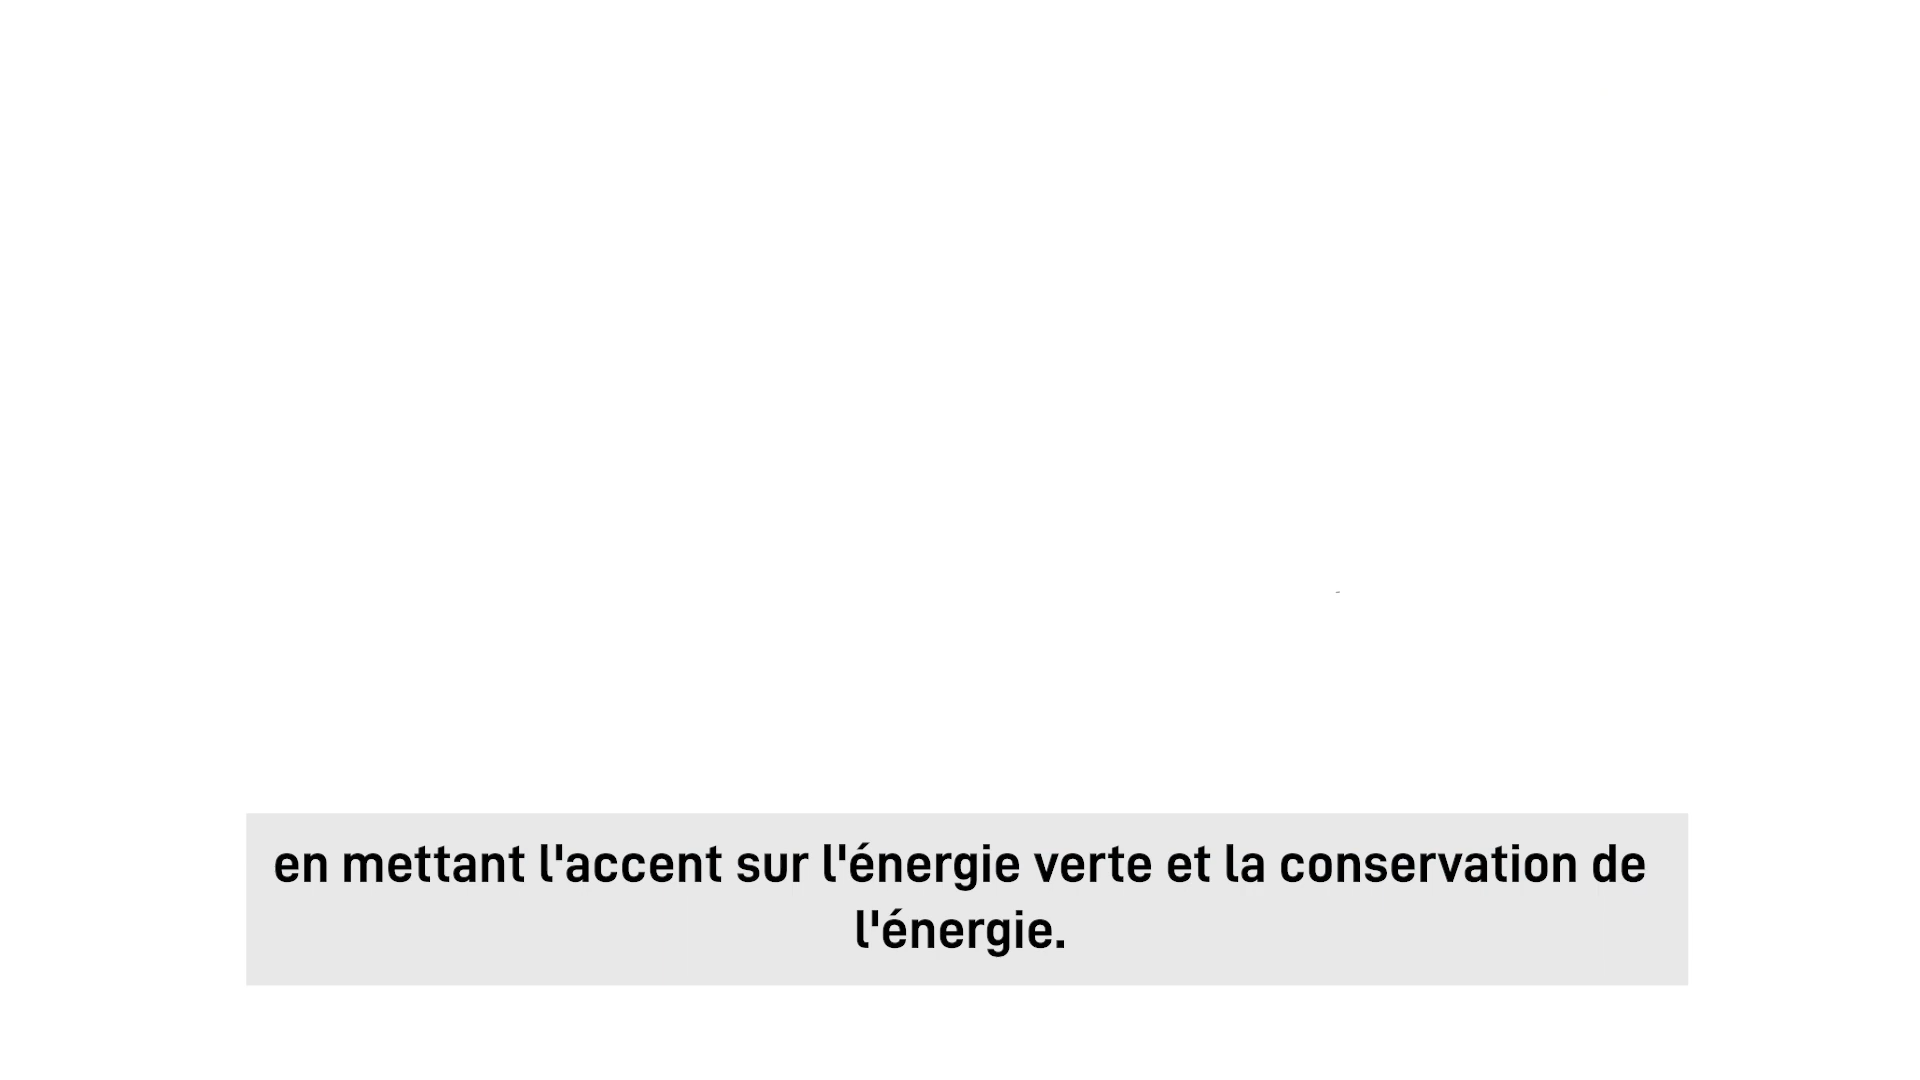 en mettant l'accent sur l'énergie verte et la conservation de
l'énergie.